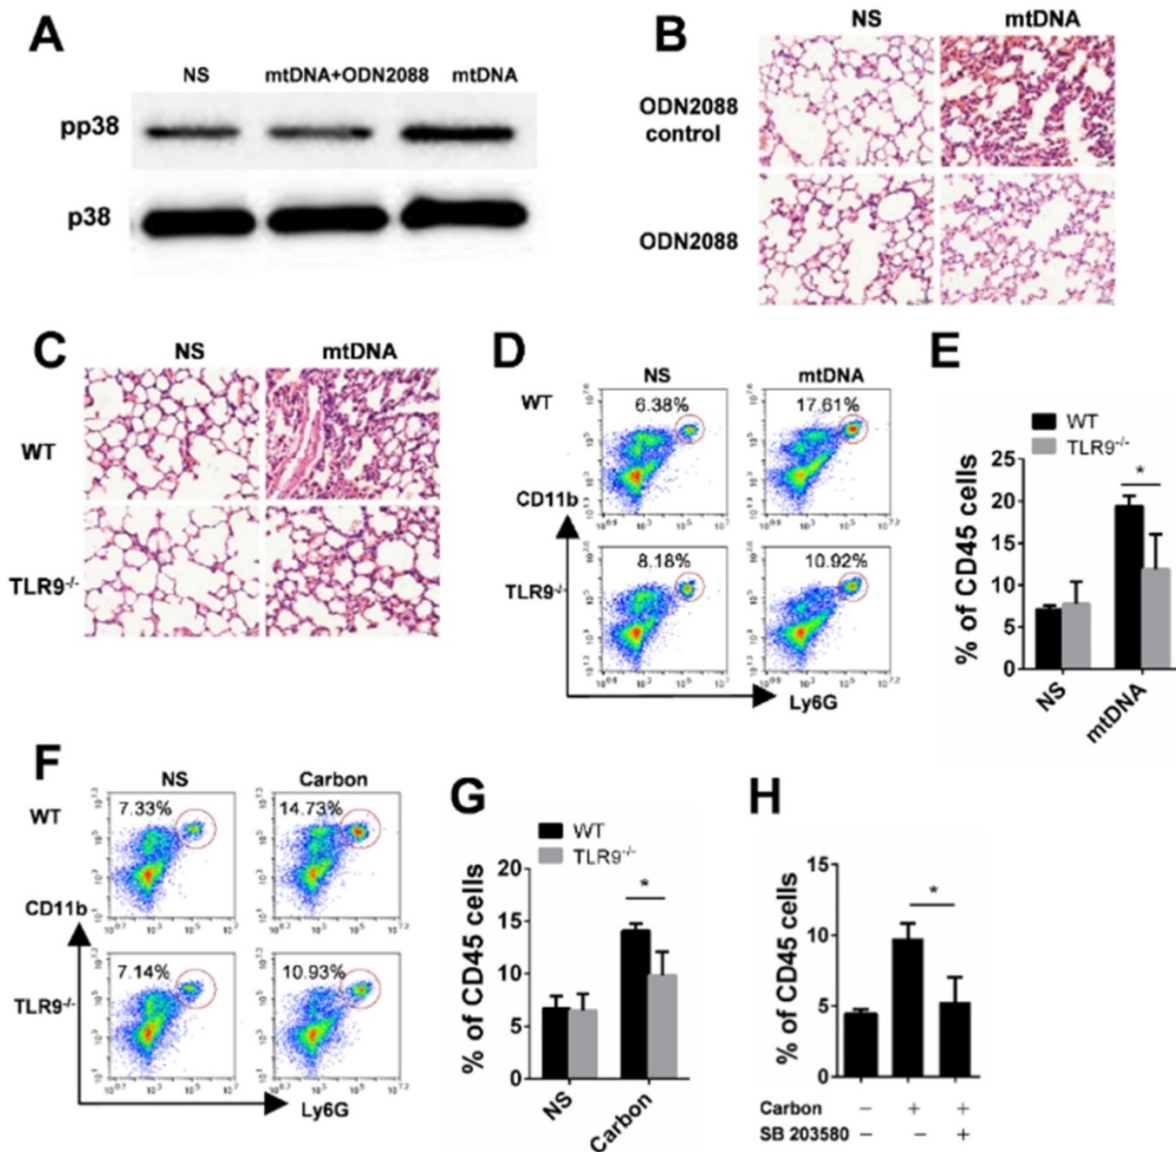 A
NS mtDNA+ODN2088 mtDNA
pp38
p38
B
NS mtDNA
ODN2088
control
ODN2088
C
NS mtDNA
WT
TLR9-/-
D
NS mtDNA
WT
6.38% 17.61%
CD11b
8.18% 10.92%
TLR9-/-
Ly6G
E
WT
TLR9-/-
*
% of CD45 cells
25
20
15
10
5
0
NS
mtDNA
F
NS Carbon
WT
7.33% 14.73%
CD11b
7.14% 10.93%
TLR9-/-
Ly6G
G
WT
TLR9-/-
*
% of CD45 cells
20
15
10
5
0
NS
Carbon
H
*
% of CD45 cells
15
10
5
0
Carbon − + +
SB 203580 − − +